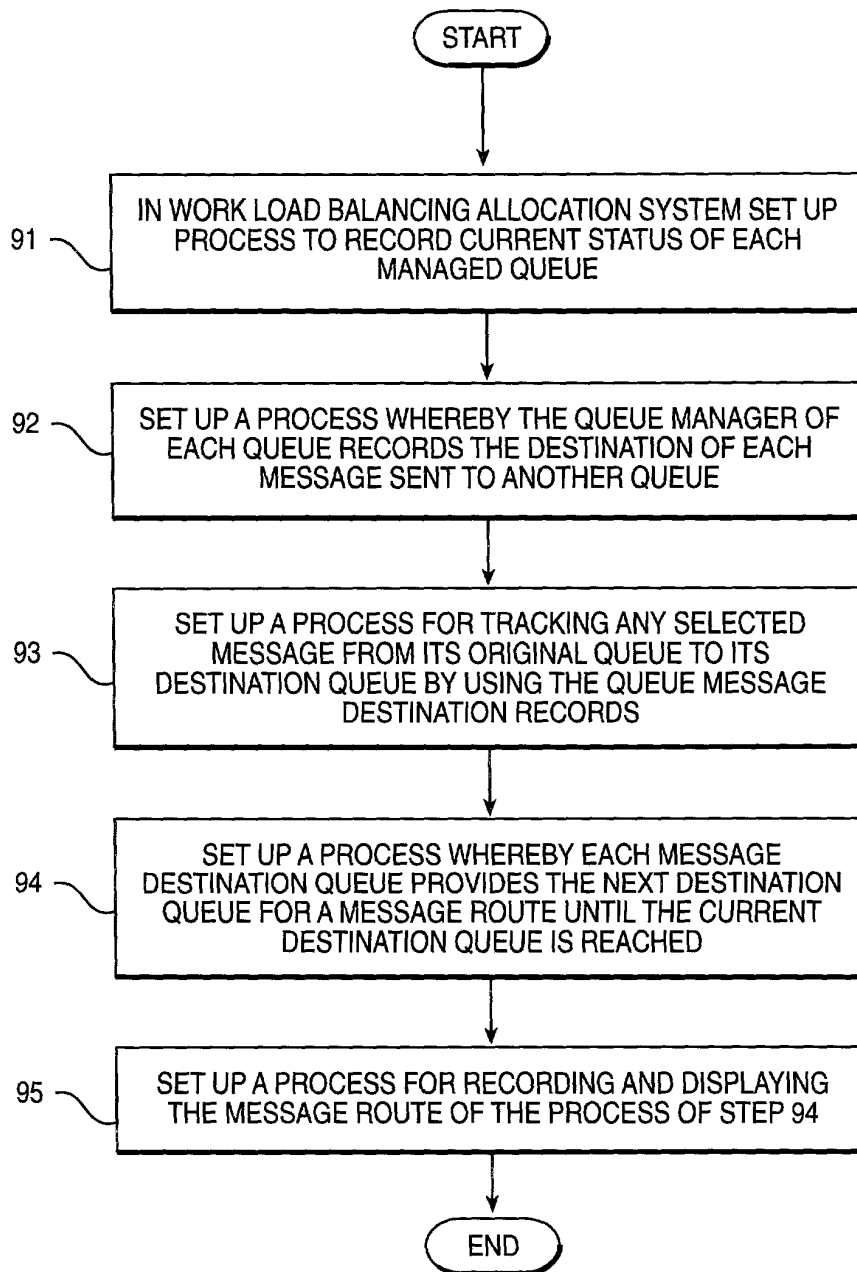 START
91
IN WORK LOAD BALANCING ALLOCATION SYSTEM SET UP
PROCESS TO RECORD CURRENT STATUS OF EACH
MANAGED QUEUE
92
SET UP A PROCESS WHEREBY THE QUEUE MANAGER OF
EACH QUEUE RECORDS THE DESTINATION OF EACH
MESSAGE SENT TO ANOTHER QUEUE
93
SET UP A PROCESS FOR TRACKING ANY SELECTED
MESSAGE FROM ITS ORIGINAL QUEUE TO ITS
DESTINATION QUEUE BY USING THE QUEUE MESSAGE
DESTINATION RECORDS
94
SET UP A PROCESS WHEREBY EACH MESSAGE
DESTINATION QUEUE PROVIDES THE NEXT DESTINATION
QUEUE FOR A MESSAGE ROUTE UNTIL THE CURRENT
DESTINATION QUEUE IS REACHED
95
SET UP A PROCESS FOR RECORDING AND DISPLAYING
THE MESSAGE ROUTE OF THE PROCESS OF STEP 94
END